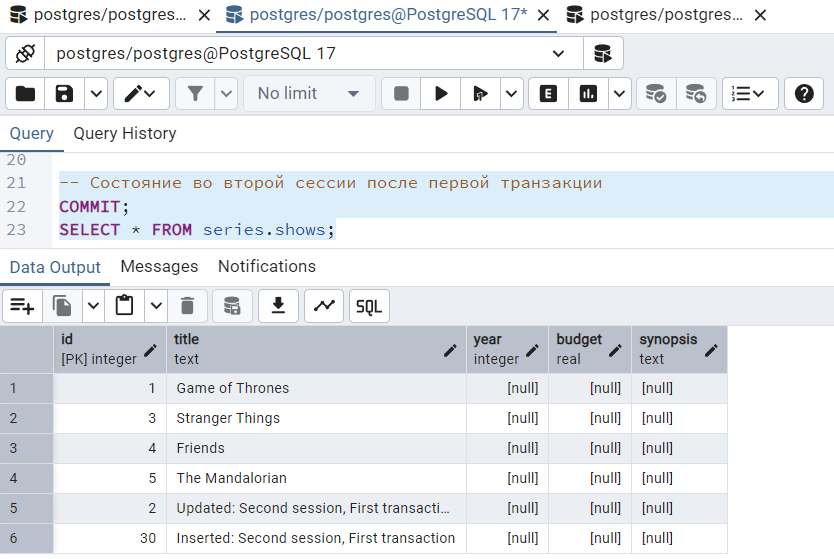 postgres/postgres... postgres/postgres@PostgreSQL 17* postgres/postgres...
postgres/postgres@PostgreSQL 17
No limit E
Query Query History
20
21 -- Состояние во второй сессии после первой транзакции
22 COMMIT;
23 SELECT * FROM series.shows;
Data Output Messages Notifications
SQL
id title year budget synopsis
[PK] integer text integer real text
1 1 Game of Thrones [null] [null] [null]
2 3 Stranger Things [null] [null] [null]
3 4 Friends [null] [null] [null]
4 5 The Mandalorian [null] [null] [null]
5 2 Updated: Second session, First transacti... [null] [null] [null]
6 30 Inserted: Second session, First transaction [null] [null] [null]